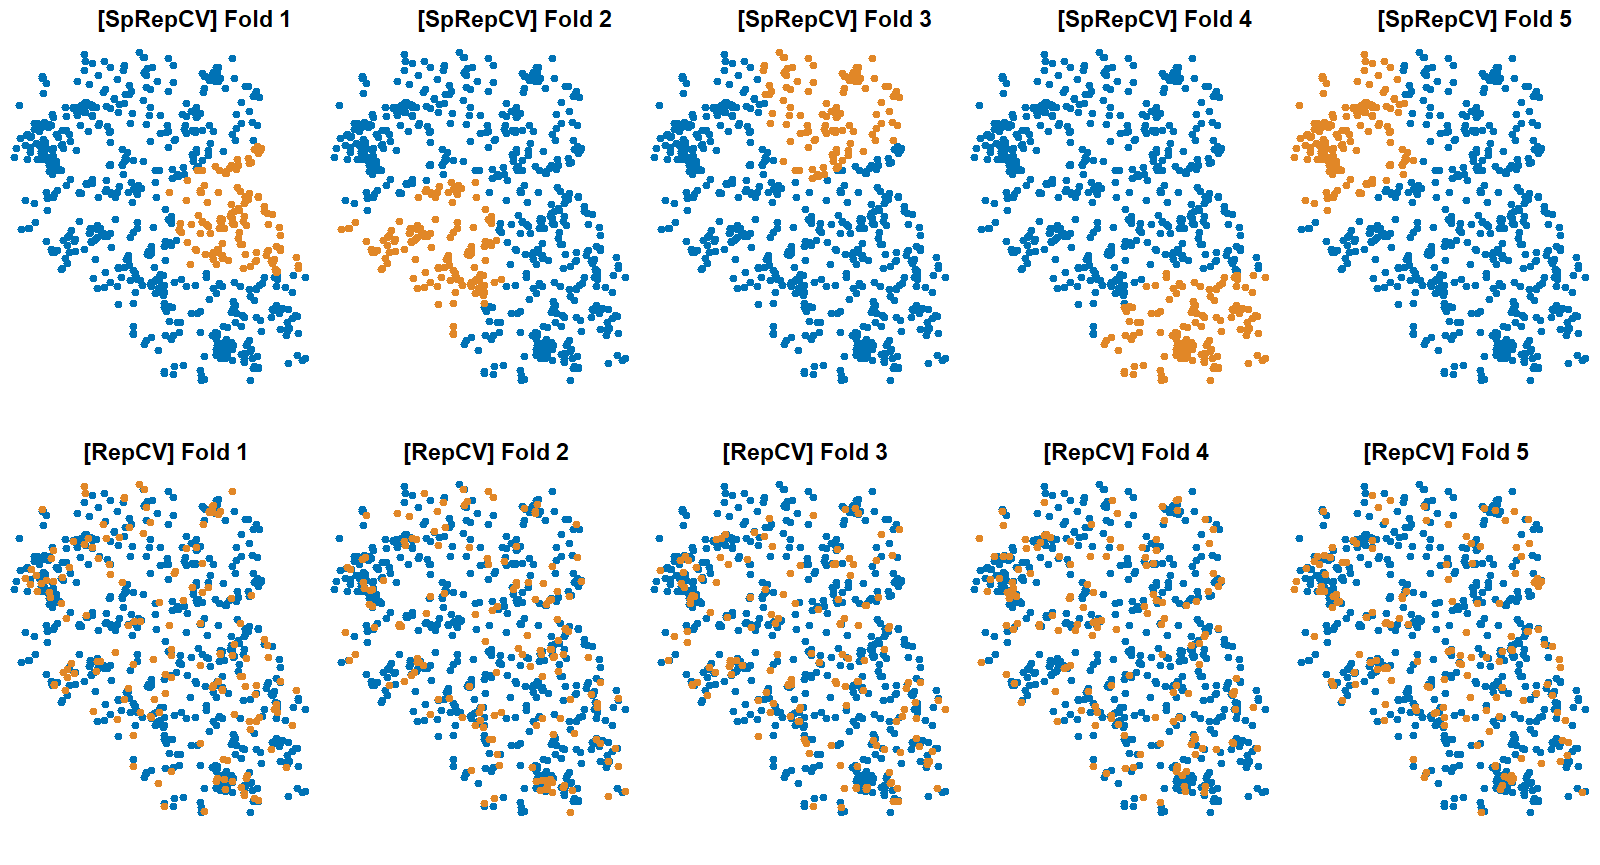 [SpRepCV] Fold 1
[SpRepCV] Fold 2
[SpRepCV] Fold 3
[SpRepCV] Fold 4
[SpRepCV] Fold 5
[RepCV] Fold 1
[RepCV] Fold 2
[RepCV] Fold 3
[RepCV] Fold 4
[RepCV] Fold 5